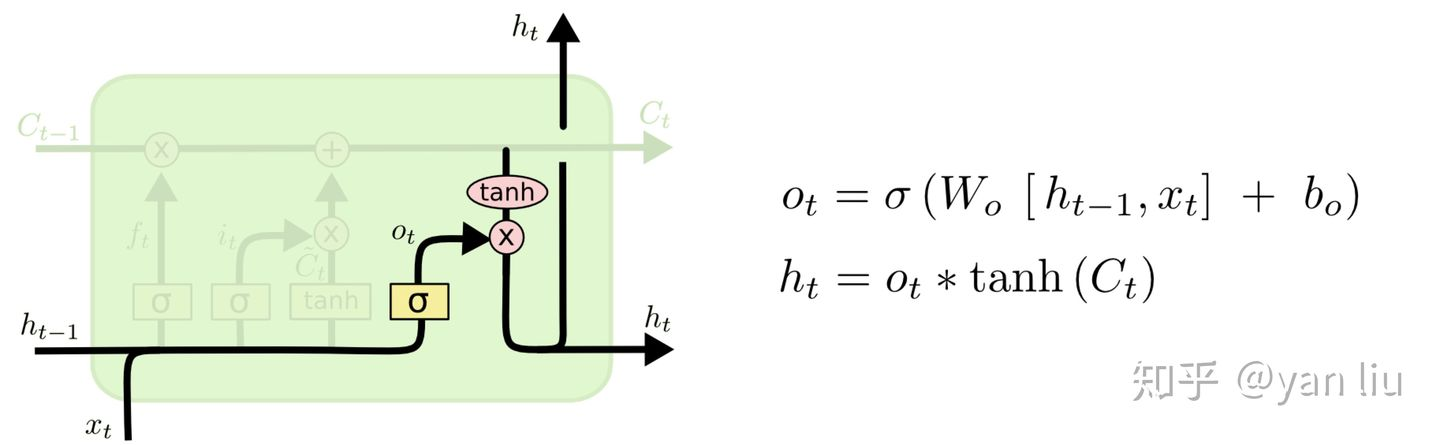 h_t
C_{t-1}
C_t
x
+
tanh
f_t
i_t
x
o_t
x
C̃_t
σ
σ
tanh
σ
h_{t-1}
h_t
x_t
o_t = σ (W_o [h_{t-1}, x_t] + b_o)
h_t = o_t * tanh (C_t)
知乎 @yan liu